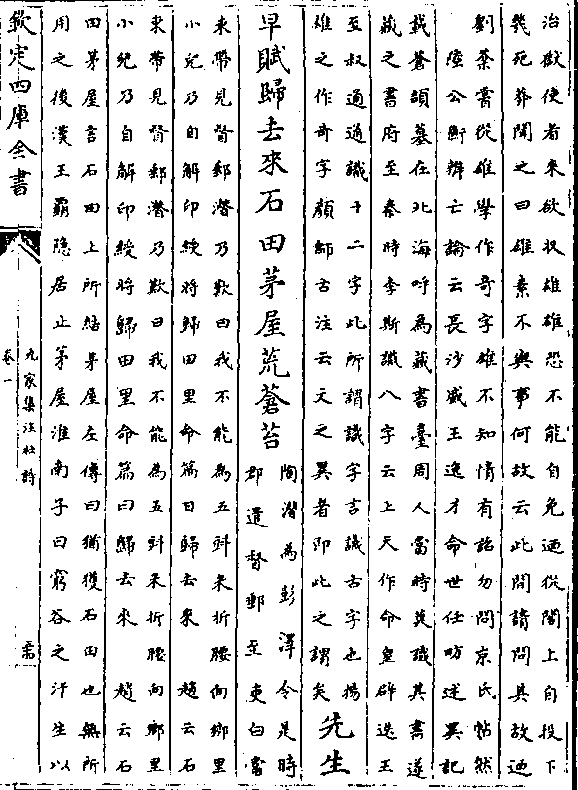 治獄使者來欲収雄雄恐不能自免迺從閣上自投下
幾死莽聞之曰雄素不與事何故云此間請問其故迺
劉棻嘗從雄學作奇字雄不知情有詔勿問京氏帖然
陸公衡辨亡論云長沙威王逸才命世任昉述異記
載蒼頡墓在北海呼為藏書臺周人當時莫識其書遂
藏之書府至秦時李斯識八字云上天作命皇辟迭王
至叔通通識十二字此所謂識字言識古字也揚
雄之作奇字顔師古注云文之異者即此之謂矣
先生
早賦歸去來石田茅屋荒蒼苔
陶潛為彭澤令是時
郡遣督郵至吏白當
束帶見督郵潛乃歎曰我不能為五㪷米折腰向鄉里
小兒乃自解印綬將歸田里命篇曰歸去來 趙云石
束帶見督郵潛乃歎曰我不能為五㪷米折腰向鄉里
小兒乃自解印綬將歸田里命篇曰歸去來 趙云石
田茅屋言石田上所結茅屋左傳曰猶獲石田也無所
用之後漢王霸隐居止茅屋淮南子曰窮谷之汙生以
欽定四庫全書
九家集注杜詩
卷一